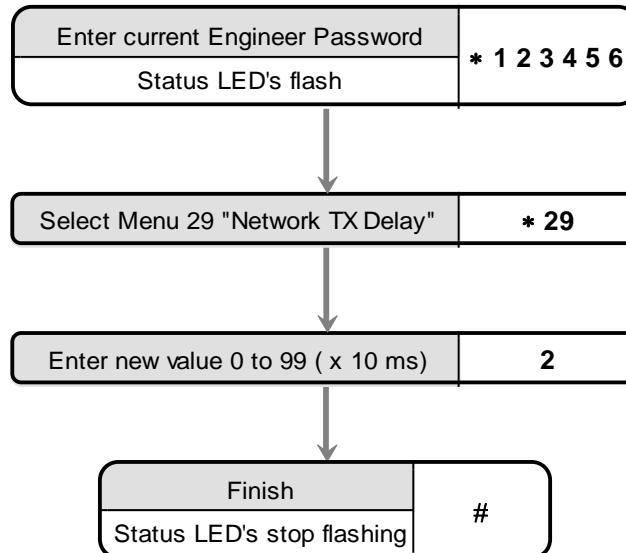 Enter current Engineer Password
Status LED's flash
* 1 2 3 4 5 6
Select Menu 29 "Network TX Delay"
* 29
Enter new value 0 to 99 ( x 10 ms)
2
Finish
Status LED's stop flashing
#